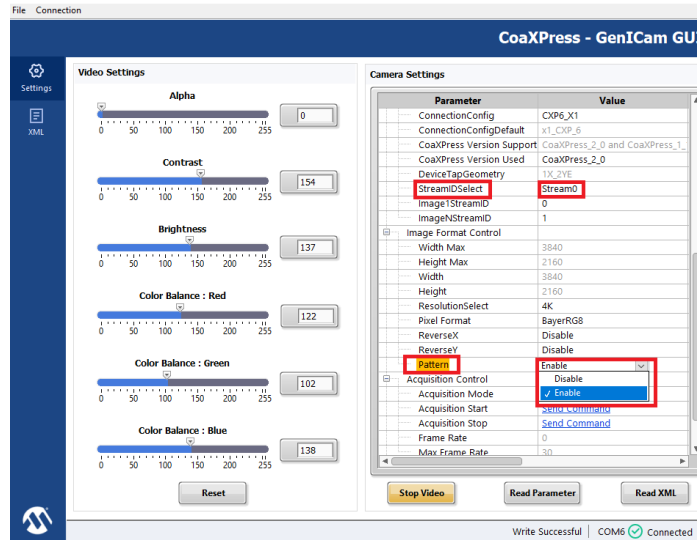 File Connection
CoaXPress - GenICam GUI
Settings
XML
Video Settings
Alpha
0
0 50 100 150 200 255
Contrast
154
0 50 100 150 200 255
Brightness
137
0 50 100 150 200 255
Color Balance : Red
122
0 50 100 150 200 255
Color Balance : Green
102
0 50 100 150 200 255
Color Balance : Blue
138
0 50 100 150 200 255
Reset
Camera Settings
Parameter Value
ConnectionConfig CXP6_X1
ConnectionConfigDefault x1_CXP_6
CoaXPress Version Support CoaXPress_2_0 and CoaXPress_1_
CoaXPress Version Used CoaXPress_2_0
DeviceTapGeometry 1X_2YE
StreamIDSelect Stream0
Image1StreamID 0
ImageNStreamID 1
Image Format Control
Width Max 3840
Height Max 2160
Width 3840
Height 2160
ResolutionSelect 4K
Pixel Format BayerRG8
ReverseX Disable
ReverseY Disable
Pattern Enable
Disable
Enable
Acquisition Control
Acquisition Mode
Acquisition Start Send Command
Acquisition Stop Send Command
Frame Rate 0
Max Frame Rate 30
Stop Video Read Parameter Read XML
Write Successful COM6 Connected